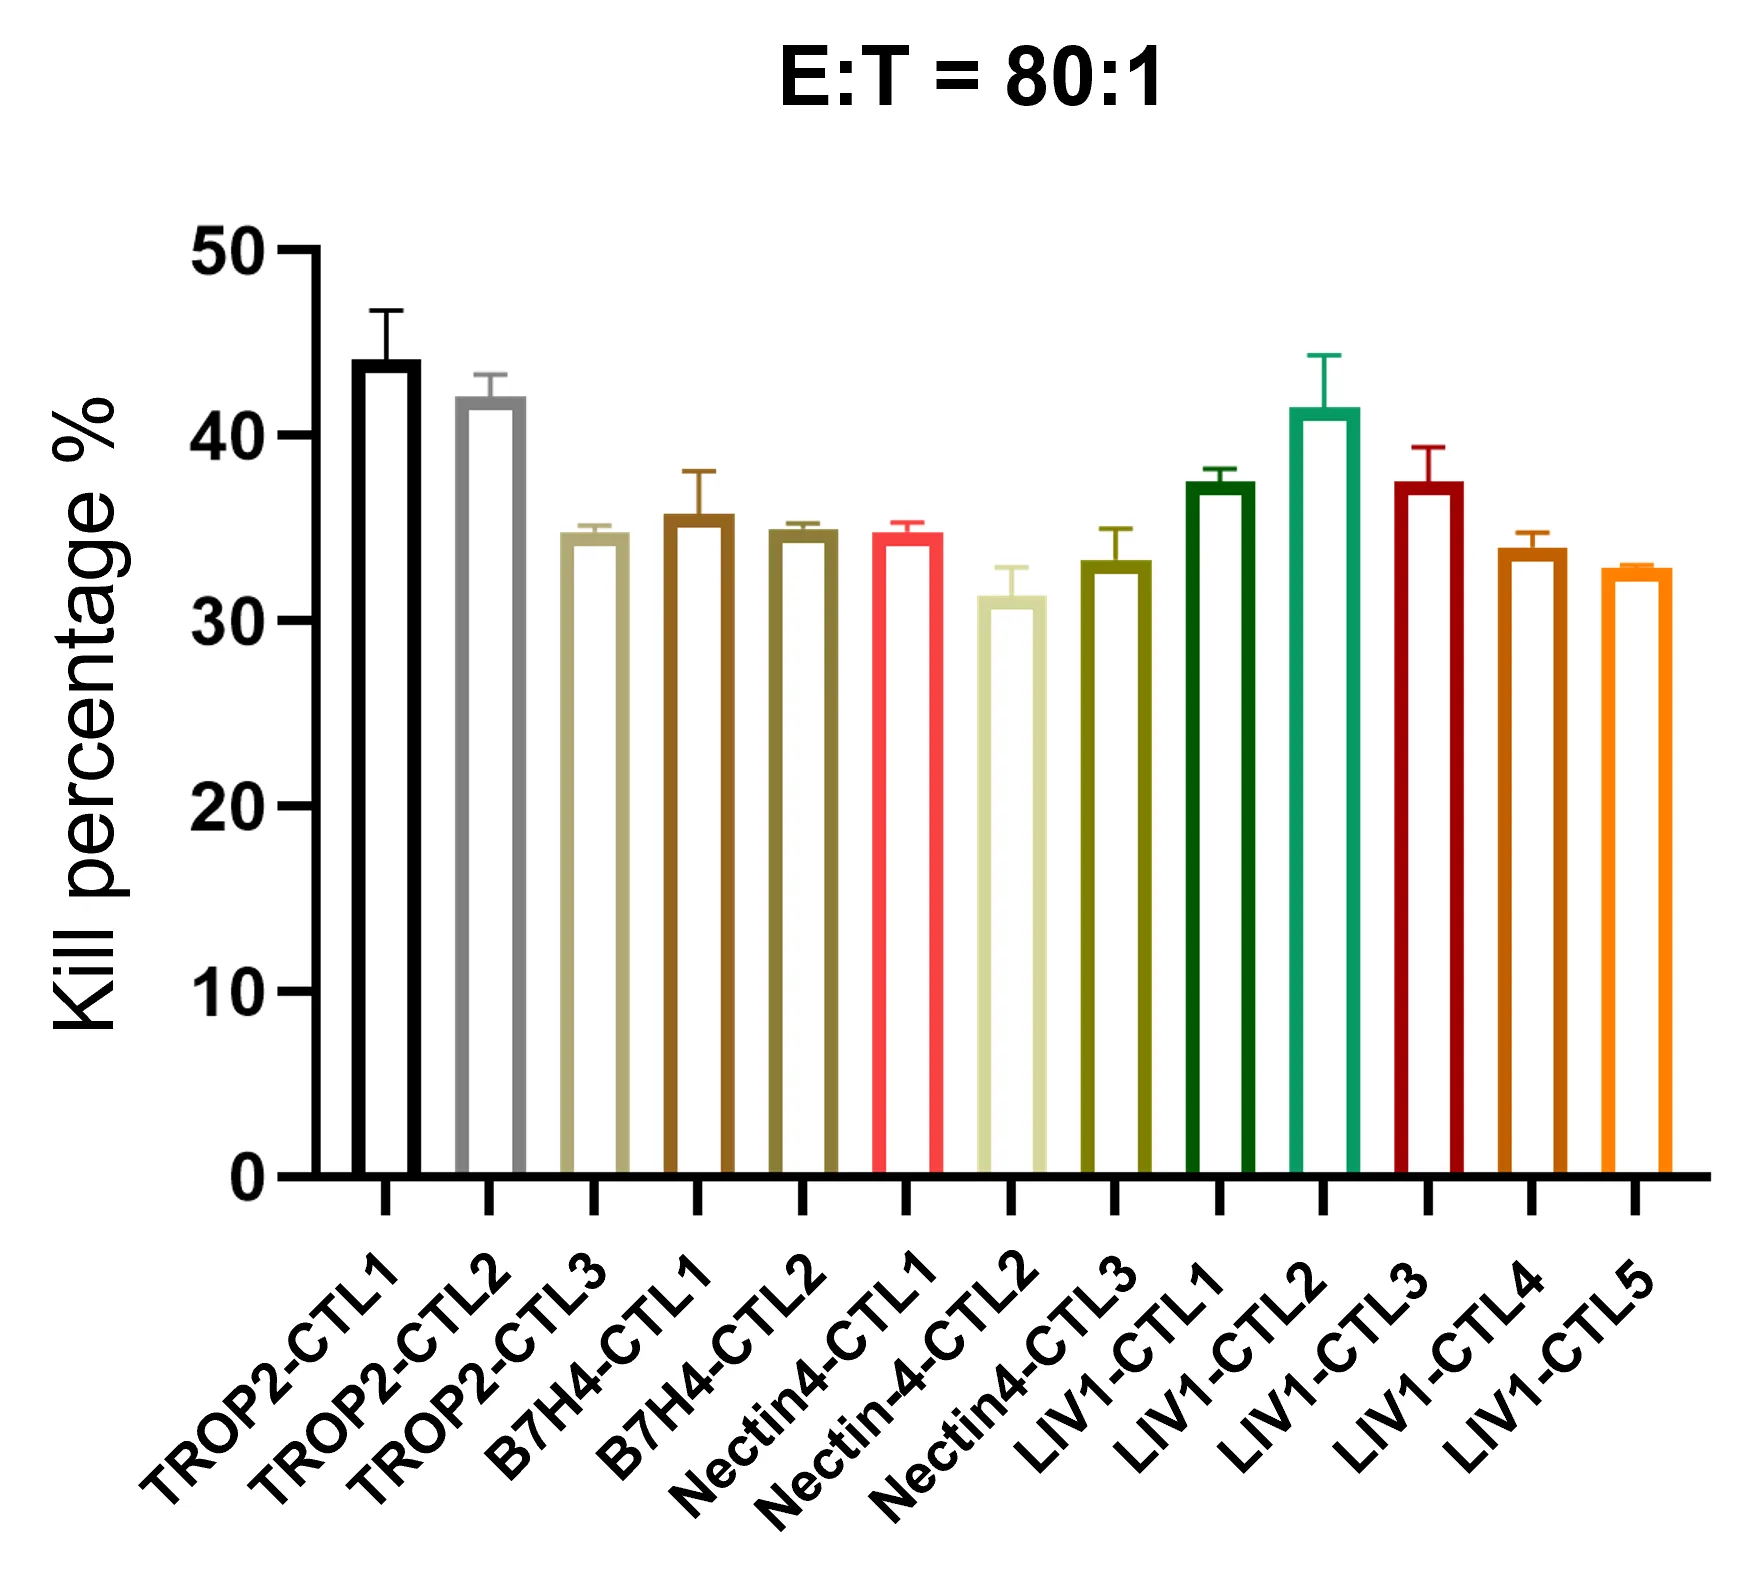 E:T = 80:1
Kill percentage %
50
40
30
20
10
0
TROP2-CTL1
TROP2-CTL2
TROP2-CTL3
B7H4-CTL1
B7H4-CTL2
Nectin4-CTL1
Nectin-4-CTL2
Nectin4-CTL3
LIV1-CTL1
LIV1-CTL2
LIV1-CTL3
LIV1-CTL4
LIV1-CTL5